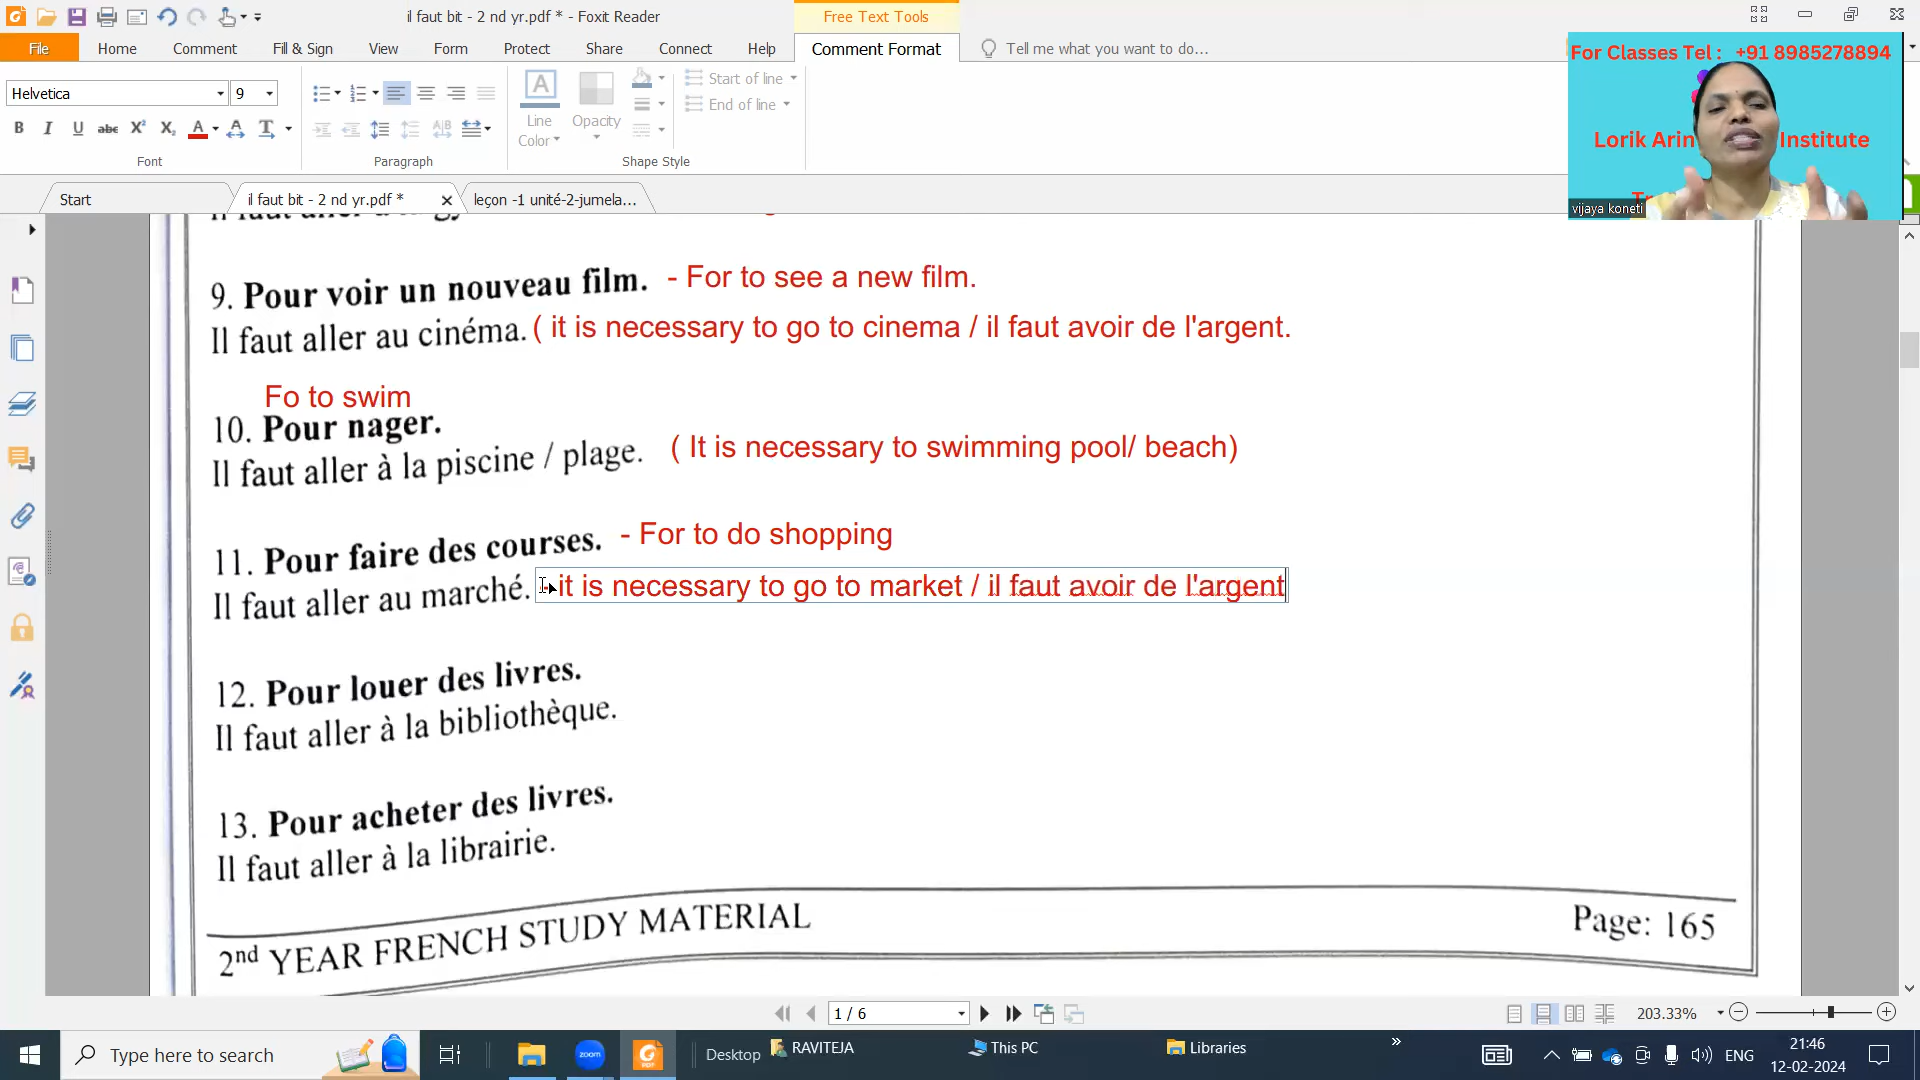 il faut bit - 2 nd yr.pdf * - Foxit Reader
Free Text Tools
File Home Comment Fill & Sign View Form Protect Share Connect Help Comment Format Tell me what you want to do...
For Classes Tel : +91 8985278894
Lorik Arin Institute
vijaya koneti
Helvetica 9
Line Color
Opacity
Start of line
End of line
Font Paragraph Shape Style
Start il faut bit - 2 nd yr.pdf * leçon -1 unité-2-jumela...
9. Pour voir un nouveau film. - For to see a new film.
Il faut aller au cinéma. ( it is necessary to go to cinema / il faut avoir de l'argent.
Fo to swim
10. Pour nager.
Il faut aller à la piscine / plage. ( It is necessary to swimming pool/ beach)
11. Pour faire des courses. - For to do shopping
Il faut aller au marché. - it is necessary to go to market / il faut avoir de l'argent
12. Pour louer des livres.
Il faut aller à la bibliothèque.
13. Pour acheter des livres.
Il faut aller à la librairie.
2nd YEAR FRENCH STUDY MATERIAL Page: 165
1 / 6 203.33%
Type here to search zoom Desktop RAVITEJA This PC Libraries » ENG 21:46
12-02-2024